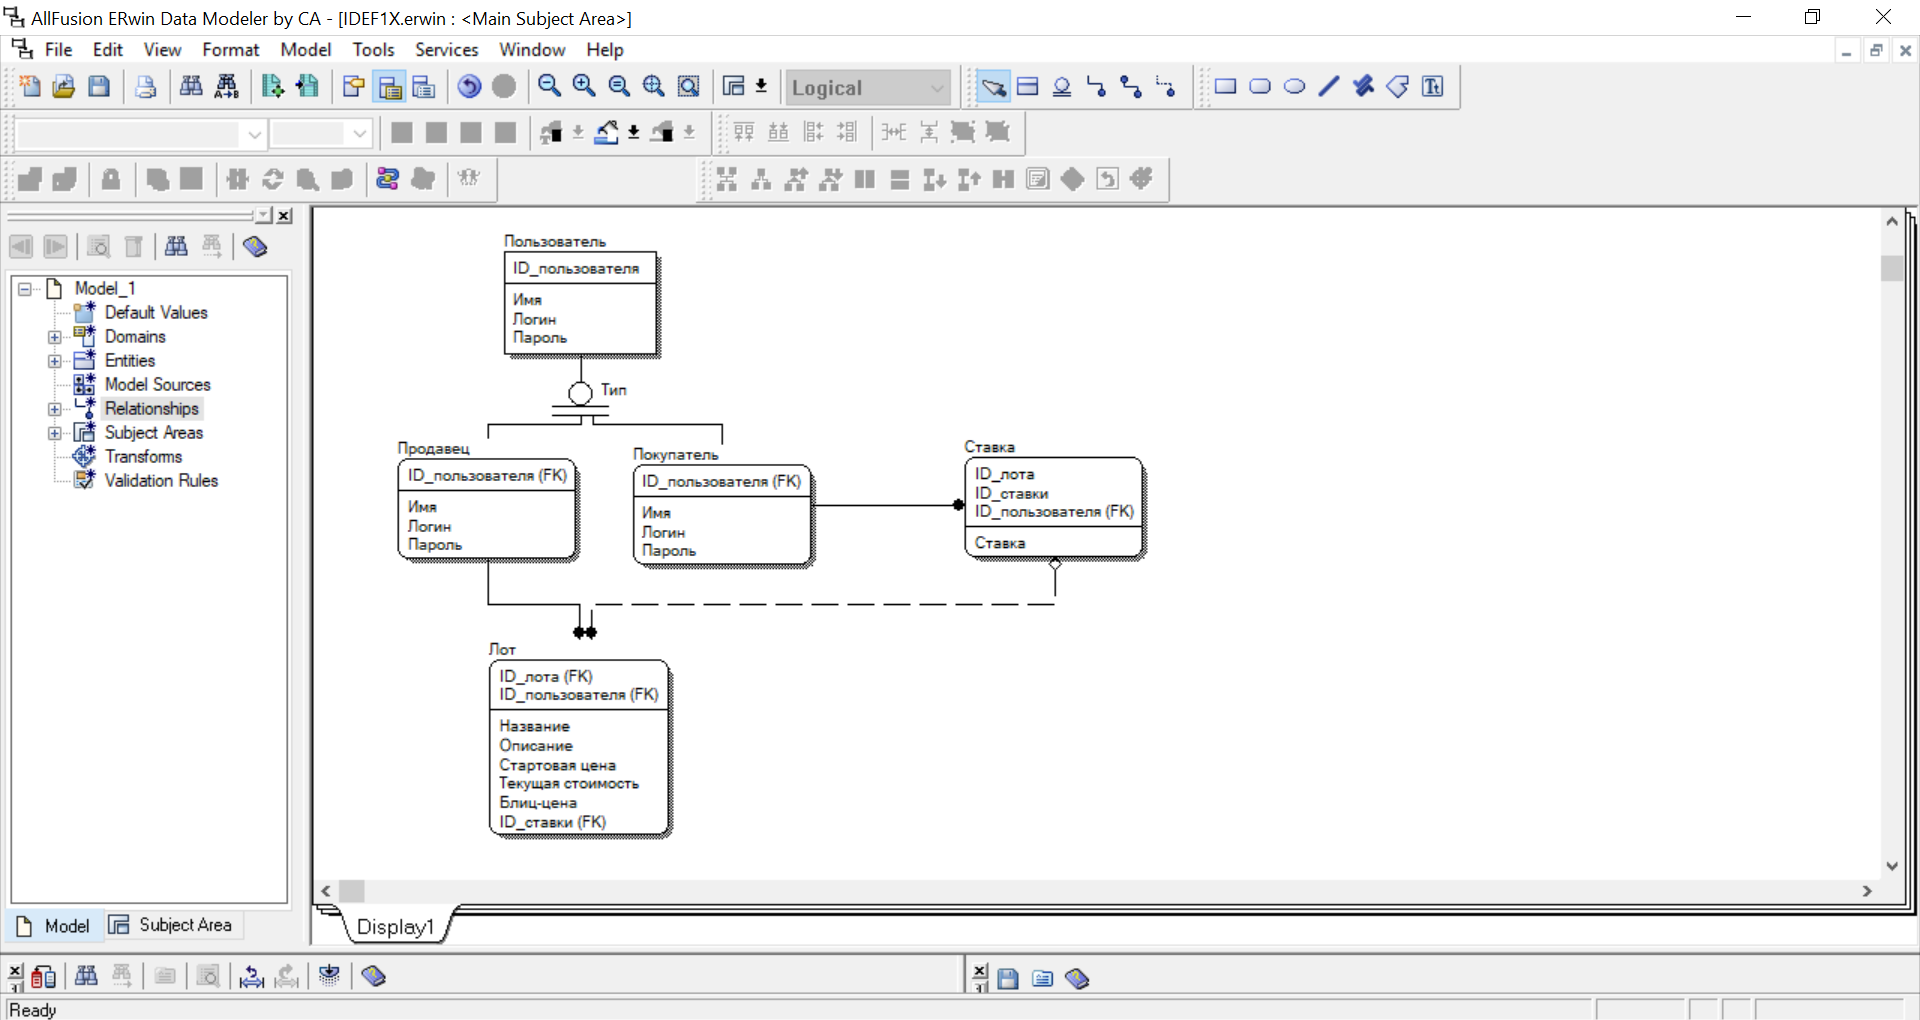 AllFusion ERwin Data Modeler by CA - [IDEF1X.erwin : <Main Subject Area>]
File Edit View Format Model Tools Services Window Help
Logical
Model_1
Default Values
Domains
Entities
Model Sources
Relationships
Subject Areas
Transforms
Validation Rules
Model
Subject Area
Пользователь
ID_пользователя
Имя
Логин
Пароль
Тип
Продавец
ID_пользователя (FK)
Имя
Логин
Пароль
Покупатель
ID_пользователя (FK)
Имя
Логин
Пароль
Ставка
ID_лота
ID_ставки
ID_пользователя (FK)
Ставка
Лот
ID_лота (FK)
ID_пользователя (FK)
Название
Описание
Стартовая цена
Текущая стоимость
Блиц-цена
ID_ставки (FK)
Display1
Ready